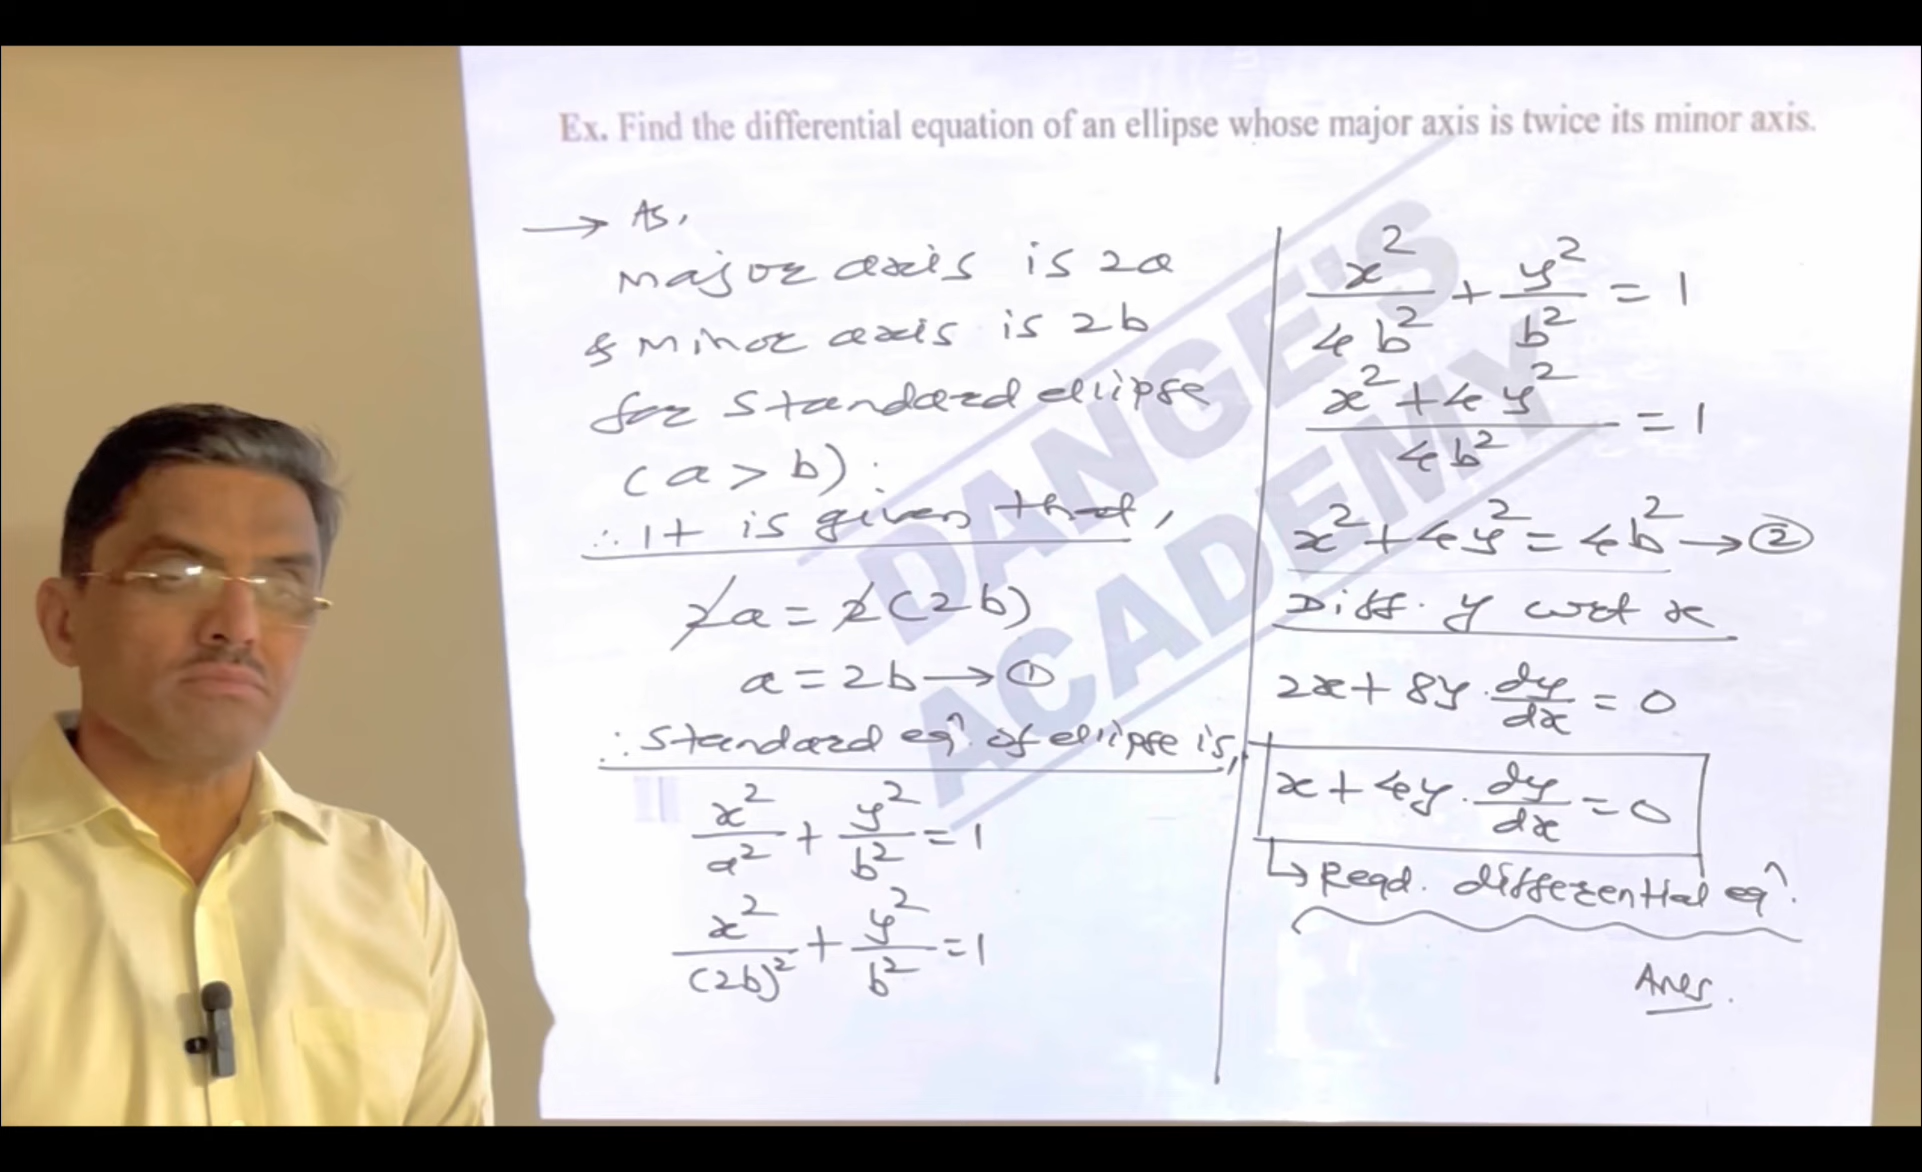 Ex. Find the differential equation of an ellipse whose major axis is twice its minor axis.
→ As,
major axis is 2a
& minor axis is 2b
for standard ellipse
(a > b) :
∴ It is given that,
2a = 2(2b)
a = 2b → ①
∴ standard eqn of ellipse is,
x²/a² + y²/b² = 1
x²/(2b)² + y²/b² = 1
x²/4b² + y²/b² = 1
x² + 4y²/4b² = 1
x² + 4y² = 4b² → ②
Diff. y wrt x
2x + 8y . dy/dx = 0
x + 4y . dy/dx = 0
↳ Reqd. differential eqn.
Ans.
DANGE'S
ACADEMY